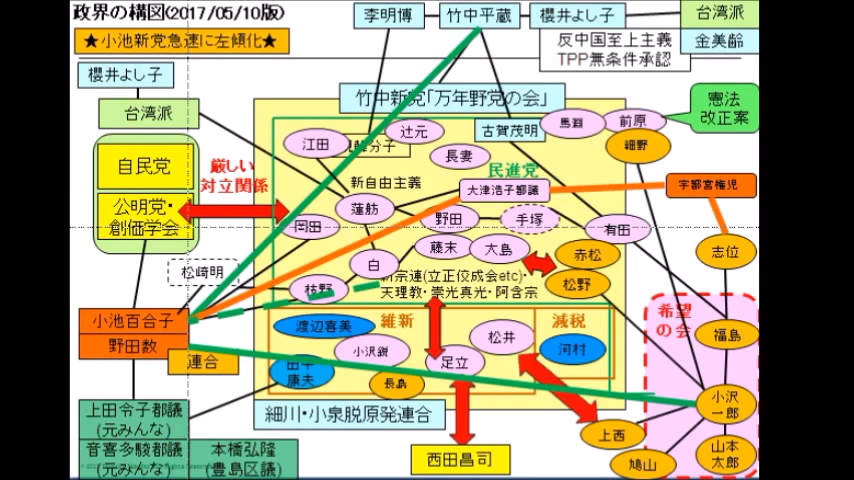 政界の構図(2017/05/10版)
★小池新党急速に左傾化★
李明博
竹中平蔵
櫻井よし子
台湾派
反中国至上主義
TPP無条件承認
金美齢
櫻井よし子
台湾派
竹中新党「万年野党の会」
憲法
改正案
自民党
公明党・
創価学会
厳しい
対立関係
江田
分子
辻元
古賀茂明
馬淵
前原
細野
長妻
民進党
新自由主義
大津浩子都議
宇都宮権児
蓮舫
岡田
野田
手塚
有田
志位
藤末
大島
赤松
松崎明
白
枝野
新宗連(立正佼成会etc)・
天理教・崇光真光・阿含宗
松野
希望
の会
小池百合子
野田数
連合
渡辺喜美
維新
松井
減税
河村
福島
小沢鋭
足立
田中
康夫
長島
小沢
一郎
上田令子都議
(元みんな)
音喜多駿都議
(元みんな)
本橋弘隆
(豊島区議)
細川・小泉脱原発連合
西田昌司
上西
鳩山
山本
太郎